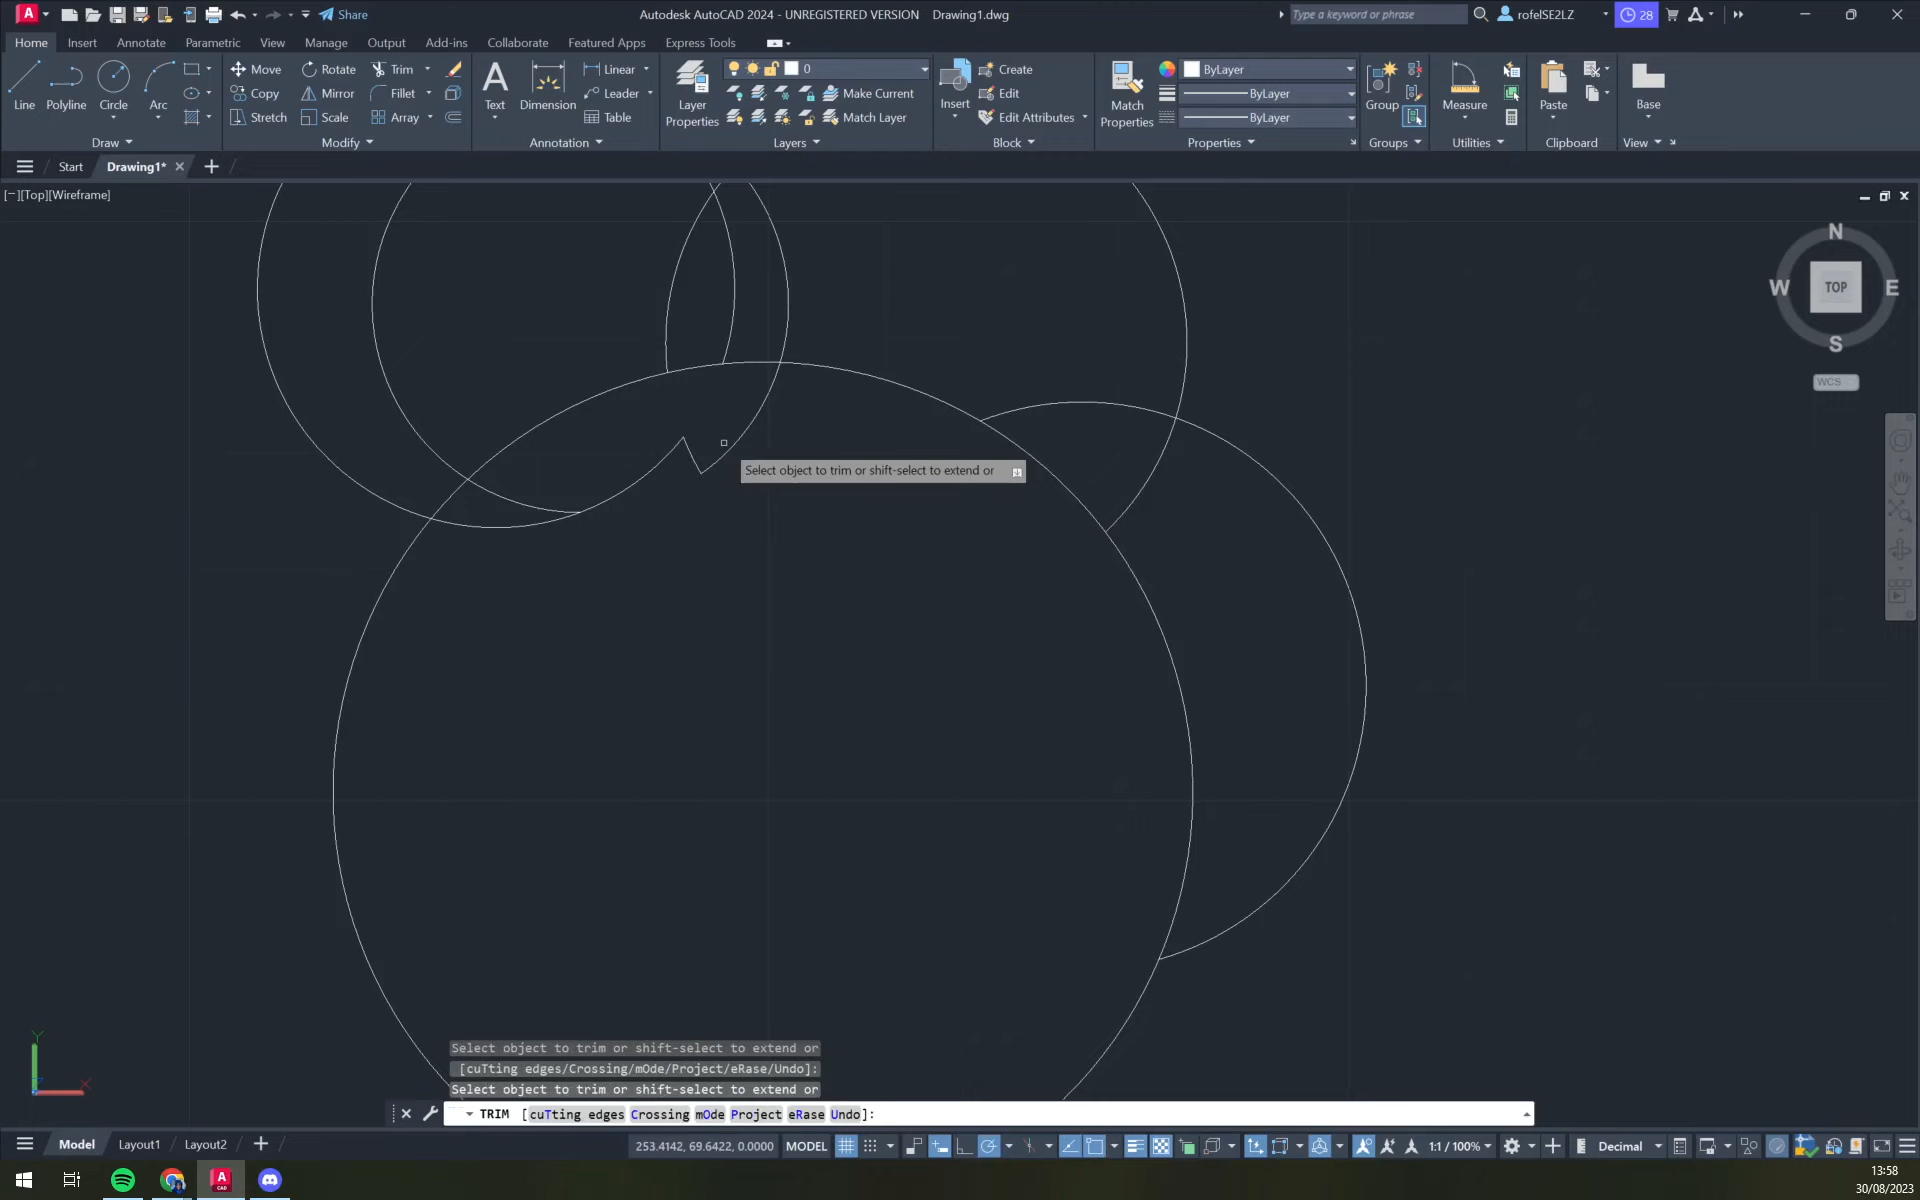 Share
Autodesk AutoCAD 2024 - UNREGISTERED VERSION Drawing1.dwg
Type a keyword or phrase
rofelSE2LZ
28
Home Insert Annotate Parametric View Manage Output Add-ins Collaborate Featured Apps Express Tools
Line Polyline Circle Arc
Draw
Move Rotate Trim
Copy Mirror Fillet
Stretch Scale Array
Modify
Text Dimension
Linear
Leader
Table
Annotation
Layer Properties
0
Make Current
Match Layer
Layers
Insert
Create
Edit
Edit Attributes
Block
Match Properties
ByLayer
ByLayer
ByLayer
Properties
Group
Groups
Measure
Utilities
Paste
Clipboard
Base
View
Start Drawing1*
[−][Top][Wireframe]
N
W TOP E
S
WCS
Select object to trim or shift-select to extend or
Y
X
Select object to trim or shift-select to extend or
[cuTting edges/Crossing/mOde/Project/eRase/Undo]:
Select object to trim or shift-select to extend or
TRIM [cuTting edges Crossing mOde Project eRase Undo]:
Model Layout1 Layout2
253.4142, 69.6422, 0.0000 MODEL 1:1 / 100% Decimal
13:58
30/08/2023